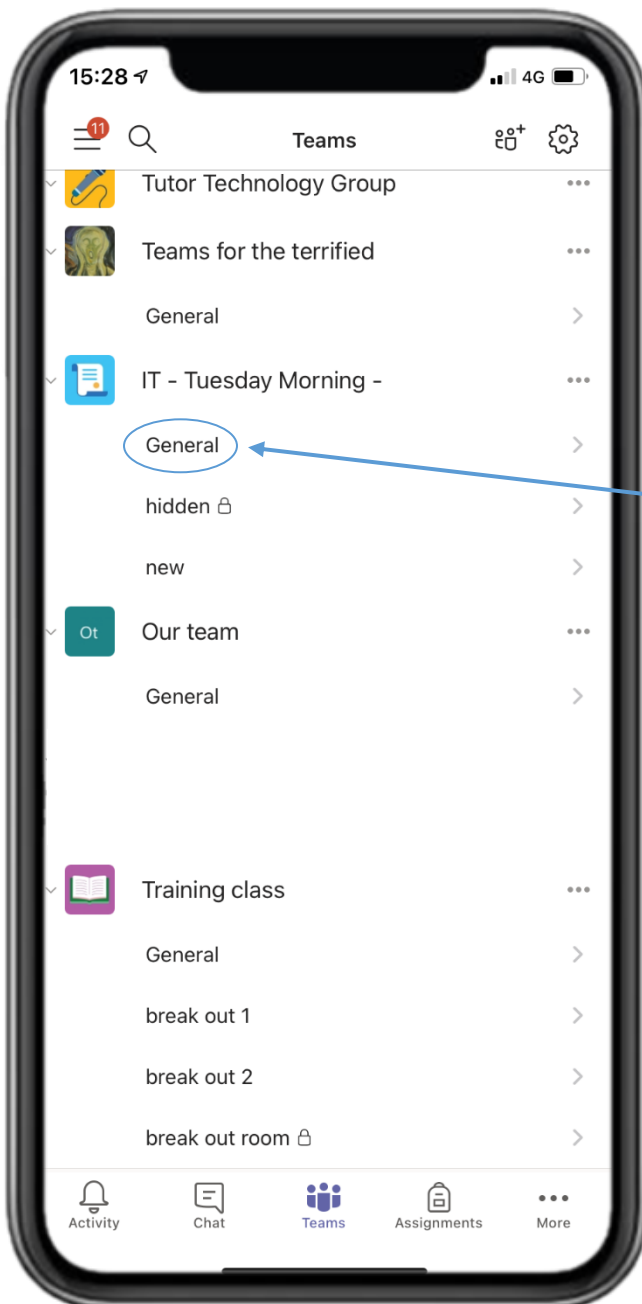 15:28
4G
11
Teams
Tutor Technology Group
Teams for the terrified
General
IT - Tuesday Morning -
General
hidden
new
Ot
Our team
General
Training class
General
break out 1
break out 2
break out room
Activity
Chat
Teams
Assignments
More